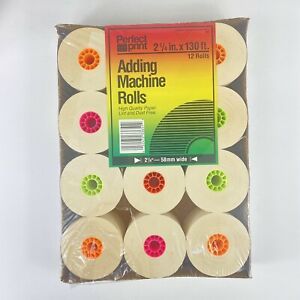 Perfect
print
2 1/4 in. x 130 ft.
12 Rolls
Adding
Machine
Rolls
High Quality Paper
Lint and Dust Free
2 1/4" – 58mm wide